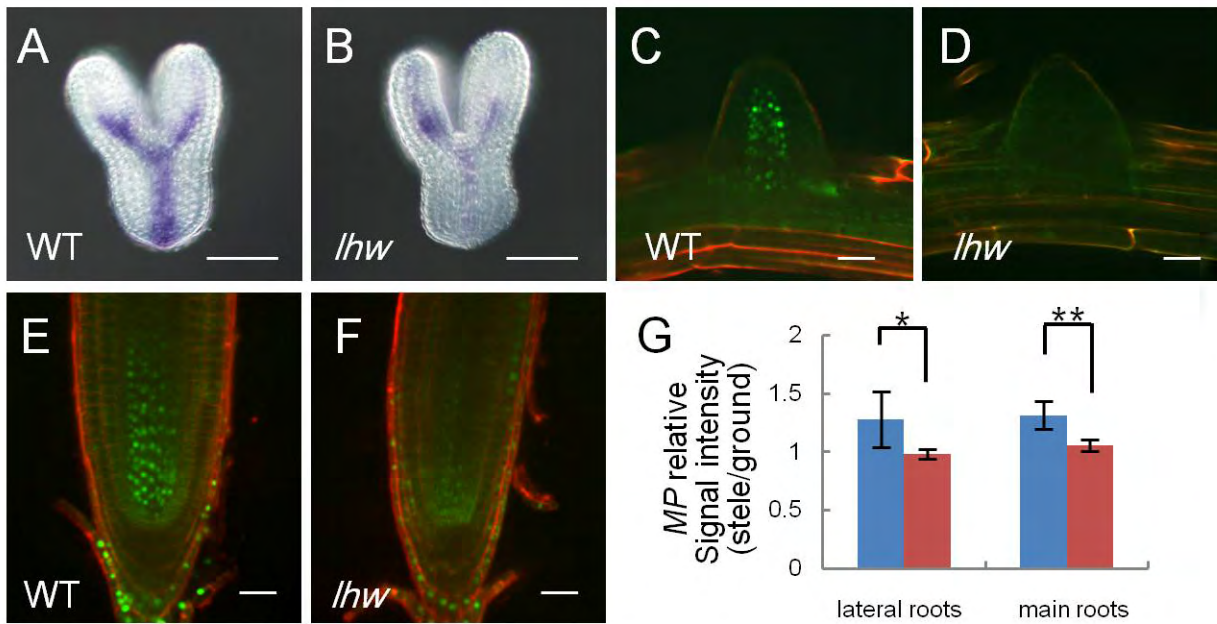 A
WT
B
lhw
C
WT
D
lhw
E
WT
F
lhw
G
MP relative
Signal intensity
(stele/ground)
2
1.5
1
0.5
0
*
**
lateral roots
main roots